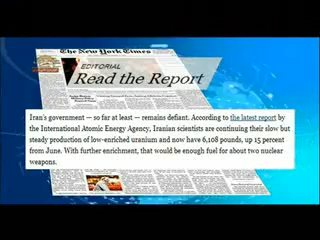 The New York Times
EDITORIAL
Read the Report
Iran's government — so far at least — remains defiant. According to the latest report by
the International Atomic Energy Agency, Iranian scientists are continuing their slow but
steady production of low-enriched uranium and now have 6,108 pounds, up 15 percent
from June. With further enrichment, that would be enough fuel for about two nuclear
weapons.